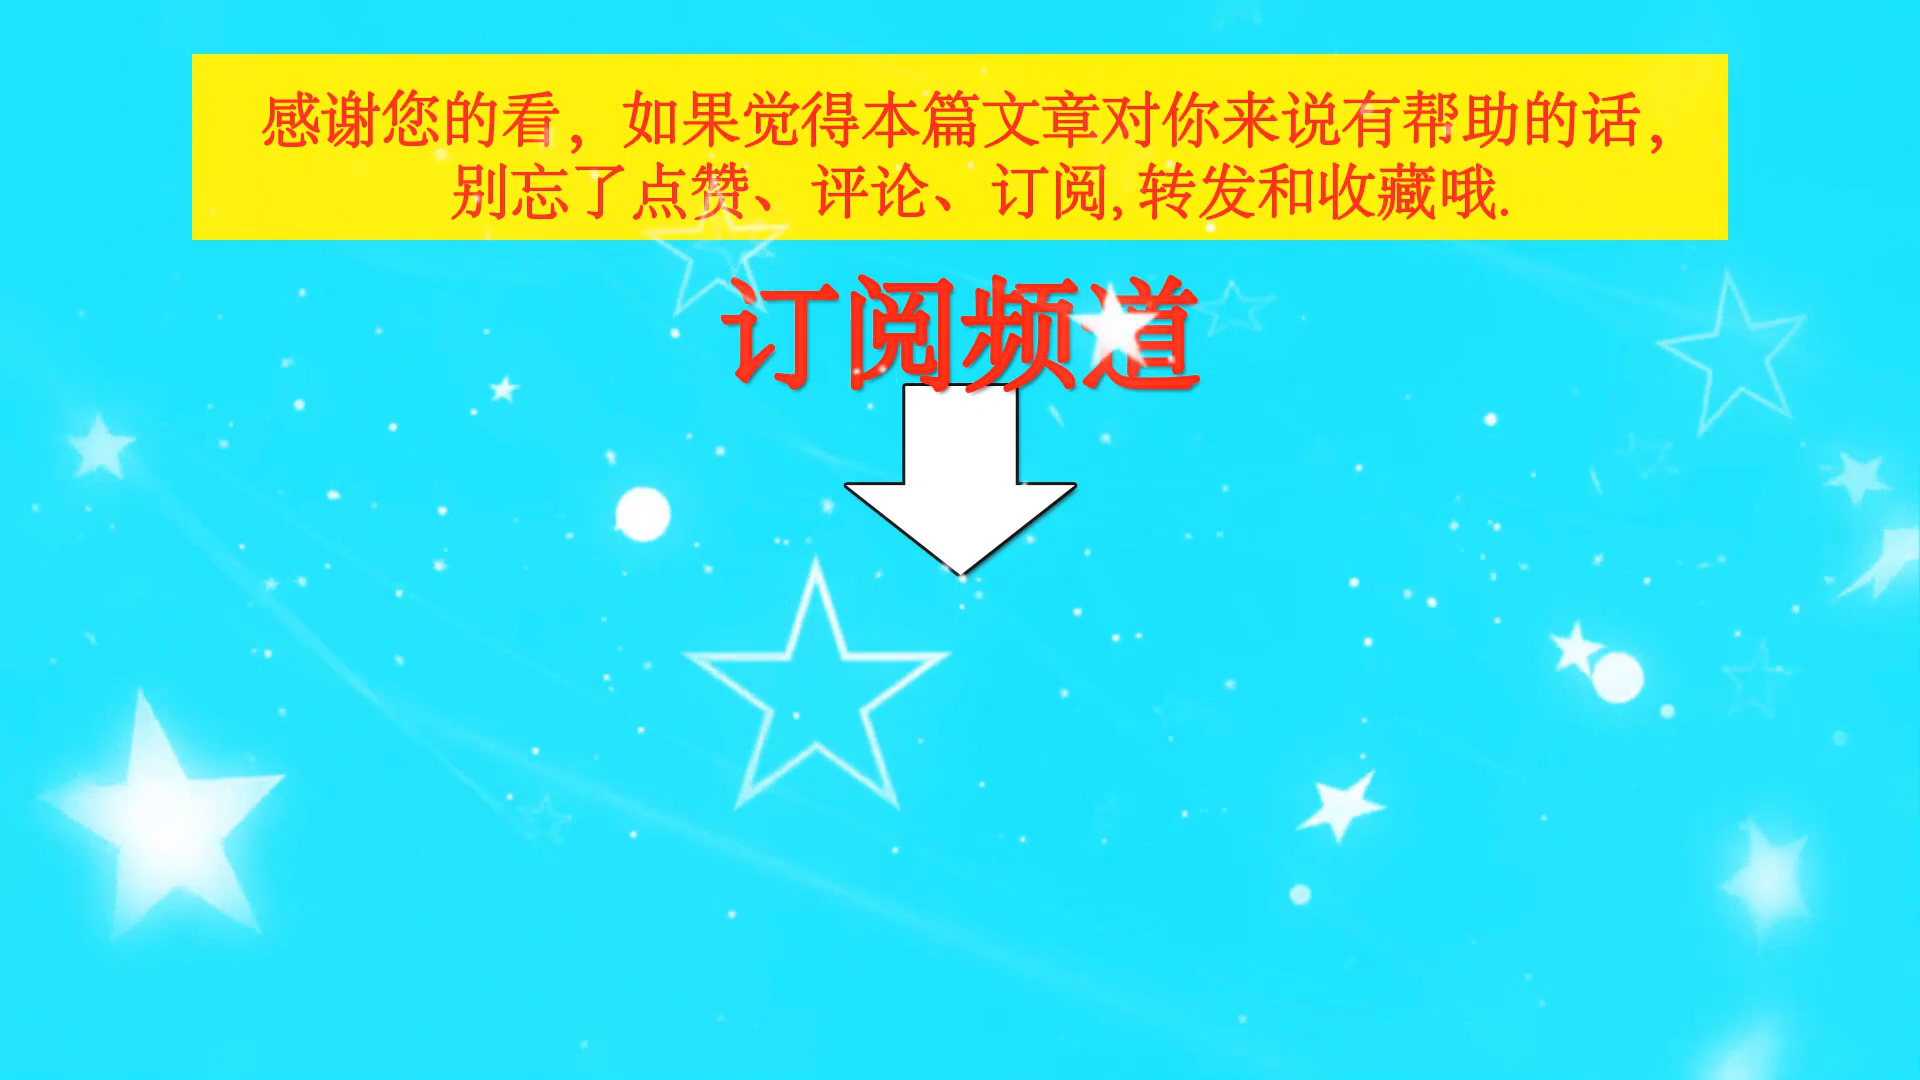 感谢您的看，如果觉得本篇文章对你来说有帮助的话，
别忘了点赞、评论、订阅,转发和收藏哦.
订阅频道